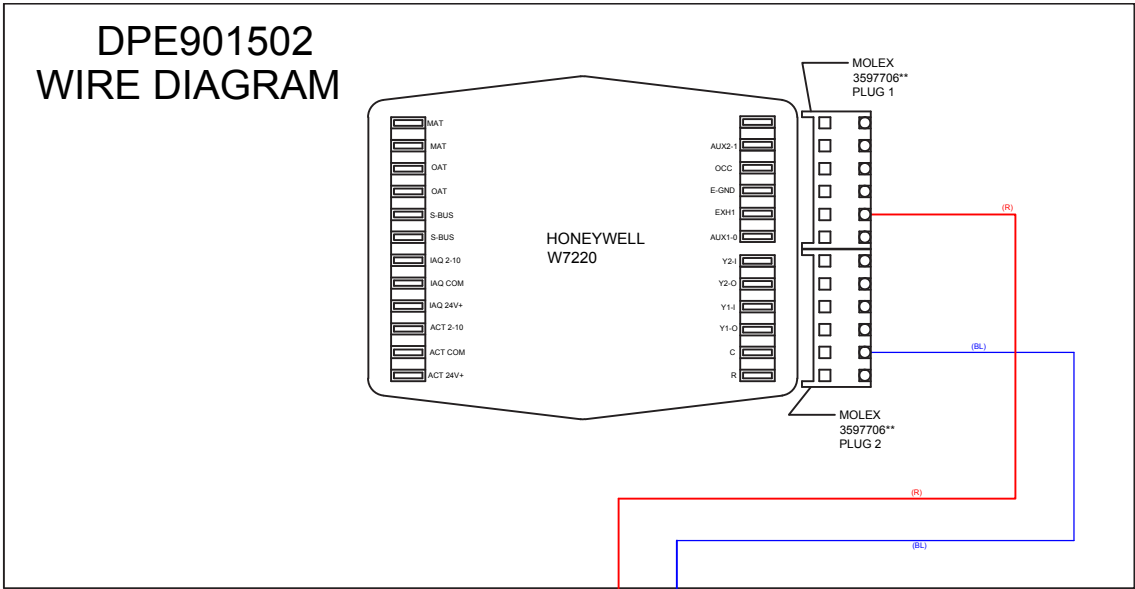 DPE901502
WIRE DIAGRAM
MOLEX
3597706**
PLUG 1
MAT
MAT
OAT
OAT
S-BUS
S-BUS
IAQ 2-10
IAQ COM
IAQ 24V+
ACT 2-10
ACT COM
ACT 24V+
HONEYWELL
W7220
AUX2-1
OCC
E-GND
EXH1
AUX1-0
Y2-I
Y2-O
Y1-I
Y1-O
C
R
(R)
(BL)
MOLEX
3597706**
PLUG 2
(R)
(BL)